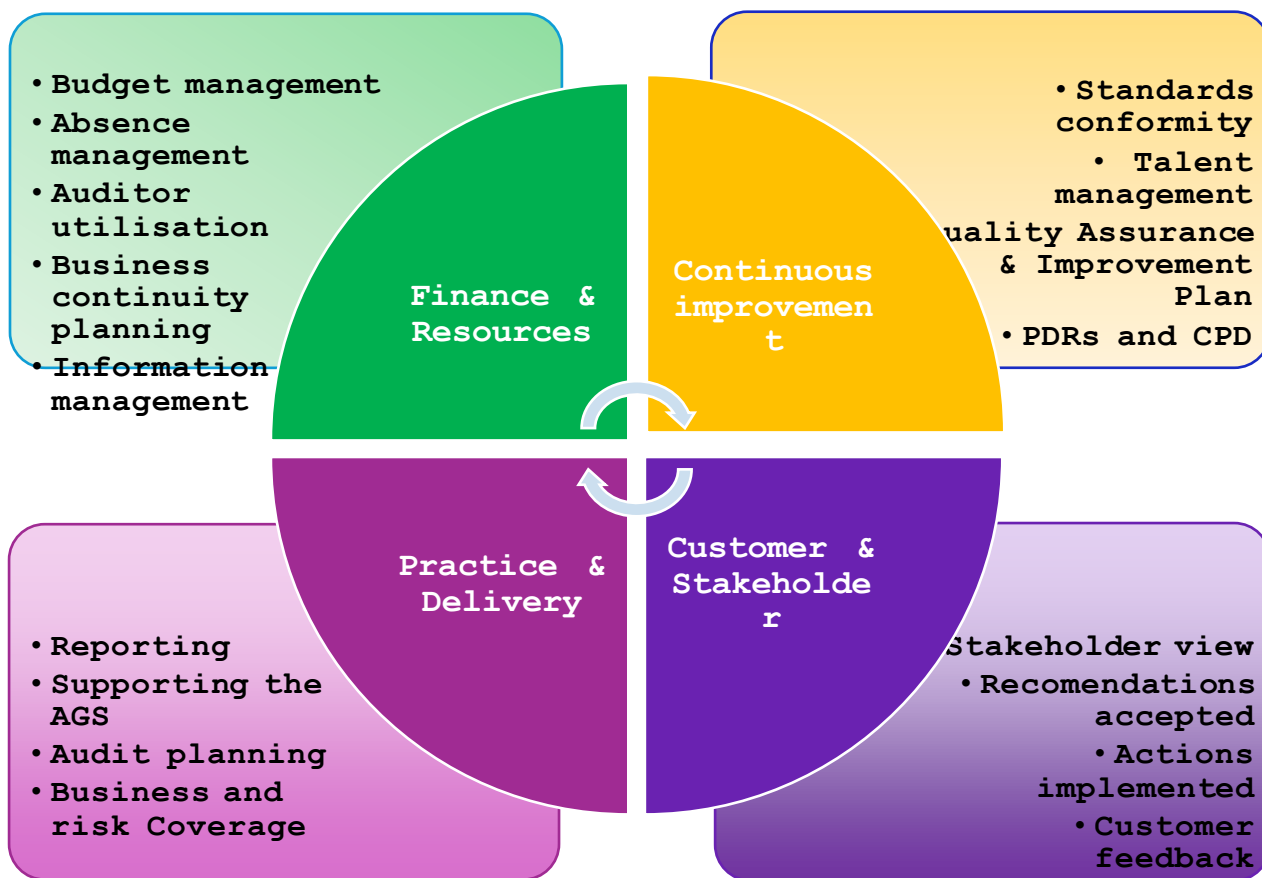 • Budget management
• Absence
management
• Auditor
utilisation
• Business
continuity
planning
• Information
management
• Standards
conformity
• Talent
management
uality Assurance
& Improvement
Plan
• PDRs and CPD
Finance &
Resources
Continuous
improvemen
t
Practice &
Delivery
Customer &
Stakeholde
r
• Reporting
• Supporting the
AGS
• Audit planning
• Business and
risk Coverage
Stakeholder view
• Recomendations
accepted
• Actions
implemented
• Customer
feedback